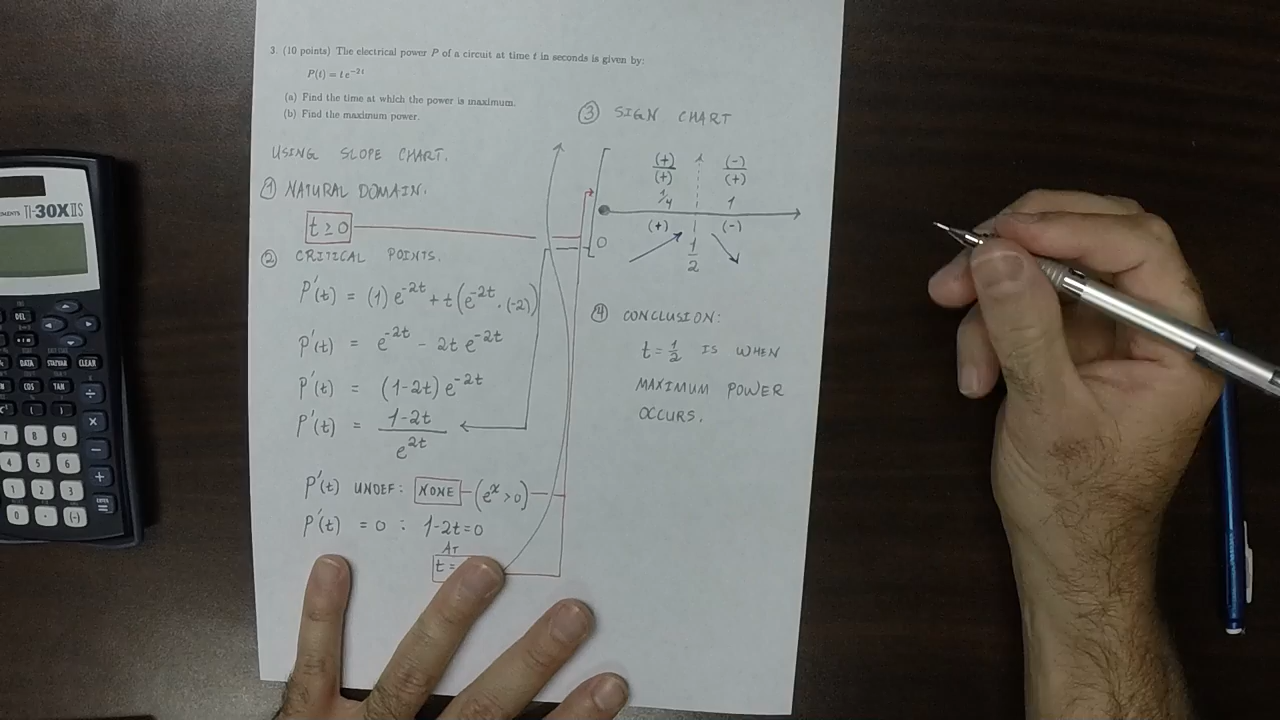 3. (10 points) The electrical power P of a circuit at time t in seconds is given by:
P(t) = te^{-2t}
(a) Find the time at which the power is maximum.
(b) Find the maximum power.
USING SLOPE CHART.
① NATURAL DOMAIN.
t ≥ 0
② CRITICAL POINTS.
P'(t) = (1) e^{-2t} + t (e^{-2t} · (-2))
P'(t) = e^{-2t} - 2t e^{-2t}
P'(t) = (1-2t) e^{-2t}
P'(t) = \frac{1-2t}{e^{2t}}
P'(t) UNDEF: NONE (e^x > 0)
P'(t) = 0 : 1-2t=0
AT
t =
③ SIGN CHART
(+)/(+) (-)/(+)
1/4 1
(+) (-)
0 1/2
④ CONCLUSION:
t = 1/2 IS WHEN
MAXIMUM POWER
OCCURS.
TI-30X IIS
DEL
DATA STATVAR CLEAR
COS TAN ÷
( ) ×
7 8 9 −
4 5 6 +
1 2 3
0 . (-)